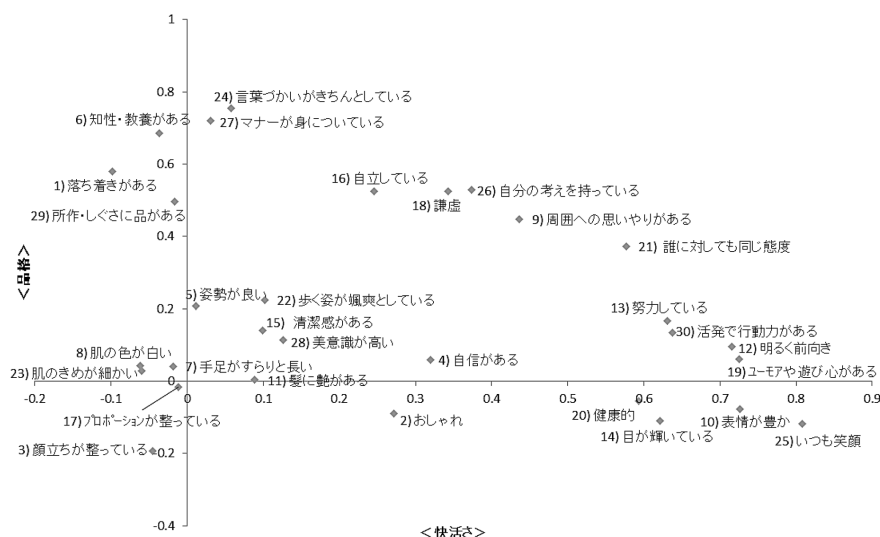 1
0.8
24) 言葉づかいがきちんとしている
6) 知性・教養がある
27) マナーが身についている
0.6
1) 落ち着きがある
16) 自立している
26) 自分の考えを持っている
18) 謙虚
29) 所作・しぐさに品がある
9) 周囲への思いやりがある
0.4
21) 誰に対しても同じ態度
<品格・知>
5) 姿勢が良い
22) 歩く姿が颯爽としている
0.2
13) 努力している
15) 清潔感がある
30) 活発で行動力がある
28) 美意識が高い
12) 明るく前向き
8) 肌の色が白い
7) 手足がすらりと長い
4) 自信がある
23) 肌のきめが細かい
11) 髪に艶がある
19) ユーモアや遊び心がある
-0.2 -0.1 0 0 0.1 0.2 0.3 0.4 0.5 0.6 0.7 0.8 0.9
17) プロポーションが整っている
2) おしゃれ
20) 健康的
10) 表情が豊か
14) 目が輝いている
25) いつも笑顔
3) 顔立ちが整っている
-0.2
-0.4
<快活さ>